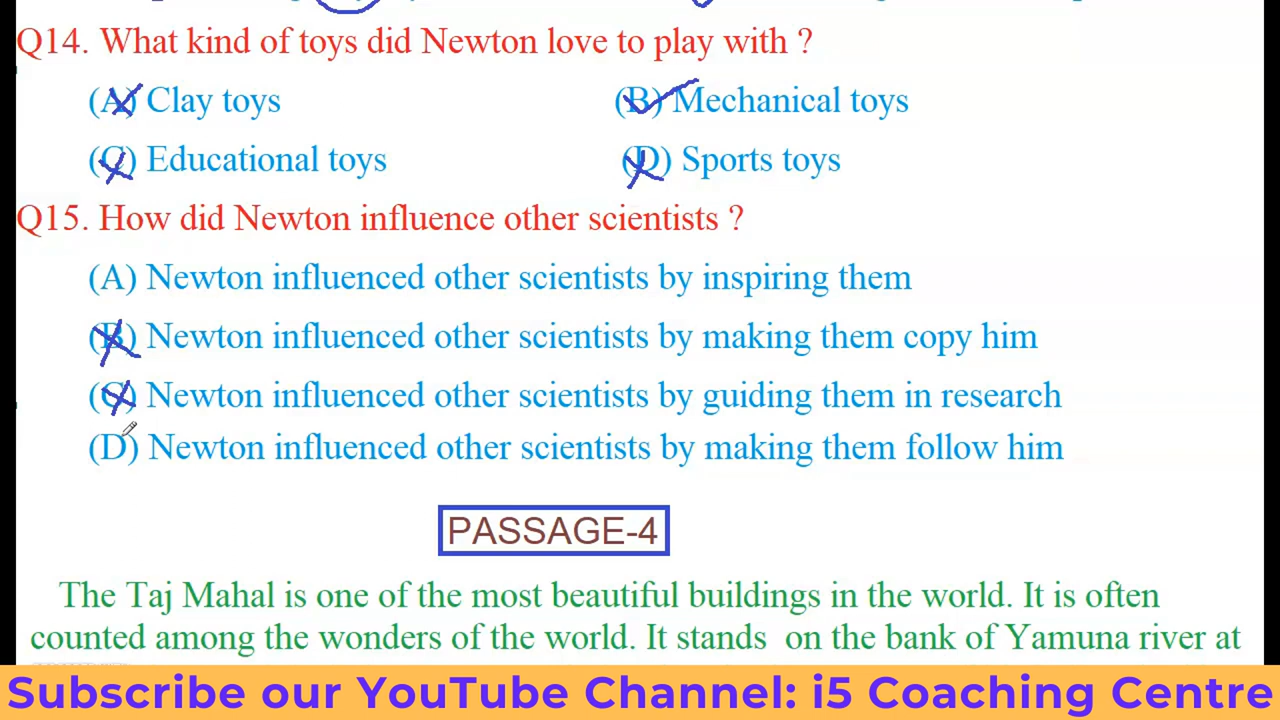 Q14. What kind of toys did Newton love to play with ?
(A) Clay toys (B) Mechanical toys
(C) Educational toys (D) Sports toys
Q15. How did Newton influence other scientists ?
(A) Newton influenced other scientists by inspiring them
(B) Newton influenced other scientists by making them copy him
(C) Newton influenced other scientists by guiding them in research
(D) Newton influenced other scientists by making them follow him
PASSAGE-4
The Taj Mahal is one of the most beautiful buildings in the world. It is often
counted among the wonders of the world. It stands on the bank of Yamuna river at
Subscribe our YouTube Channel: i5 Coaching Centre